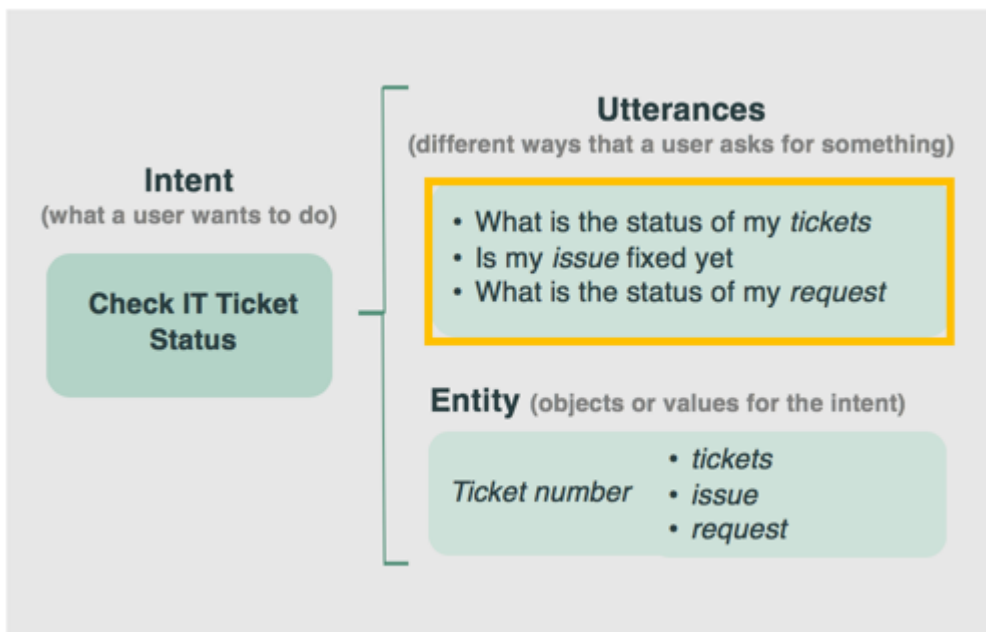 Intent
(what a user wants to do)
Check IT Ticket
Status
Utterances
(different ways that a user asks for something)
• What is the status of my tickets
• Is my issue fixed yet
• What is the status of my request
Entity (objects or values for the intent)
Ticket number
• tickets
• issue
• request